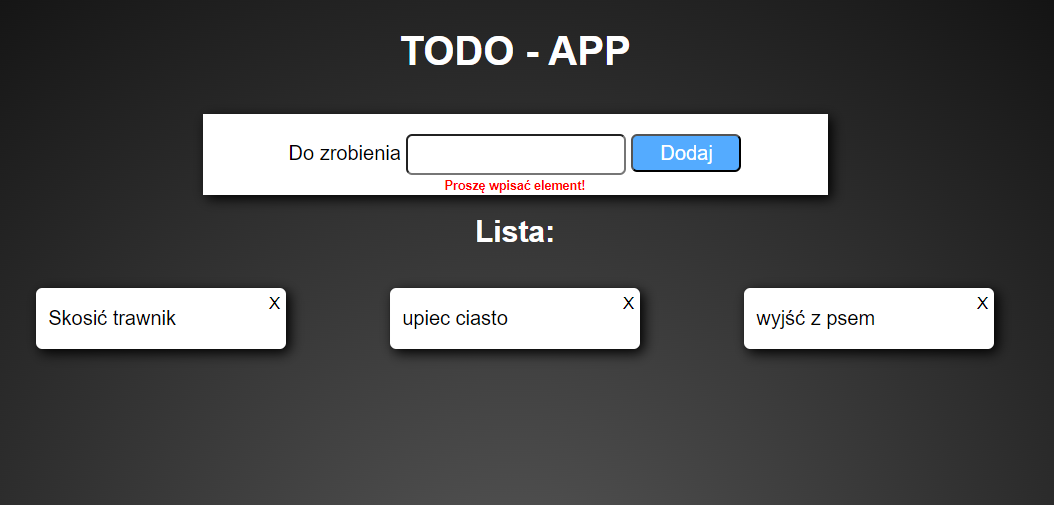 TODO - APP
Do zrobienia Dodaj
Proszę wpisać element!
Lista:
X X X
Skosić trawnik upiec ciasto wyjść z psem